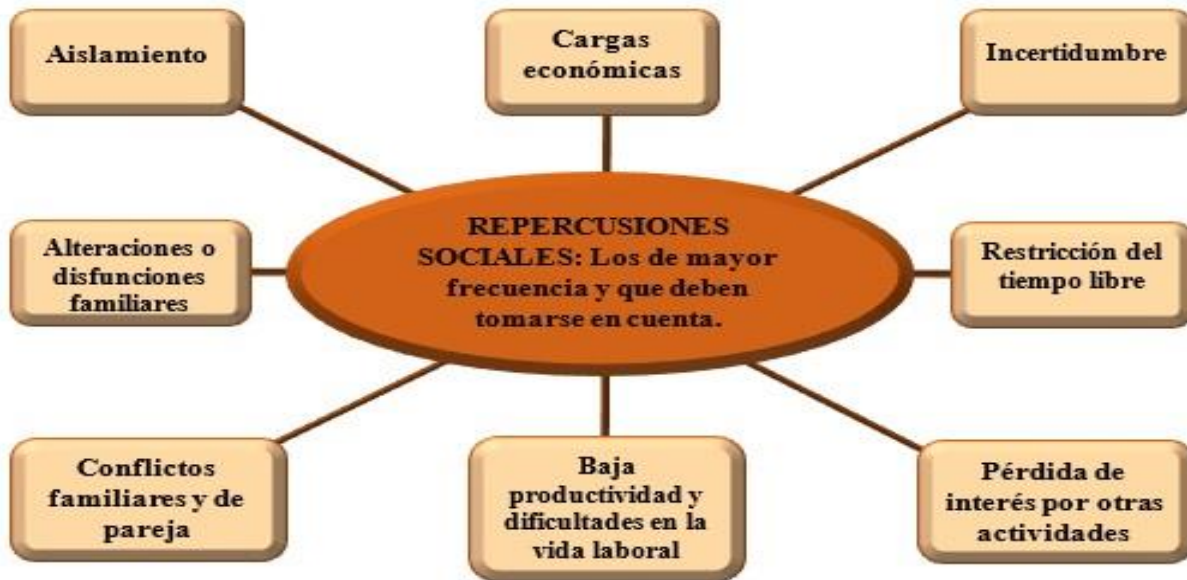 Aislamiento
Cargas
económicas
Incertidumbre
REPERCUSIONES
SOCIALES: Los de mayor
frecuencia y que deben
tomarse en cuenta.
Alteraciones o
disfunciones
familiares
Restricción del
tiempo libre
Conflictos
familiares y de
pareja
Baja
productividad y
dificultades en la
vida laboral
Pérdida de
interés por otras
actividades